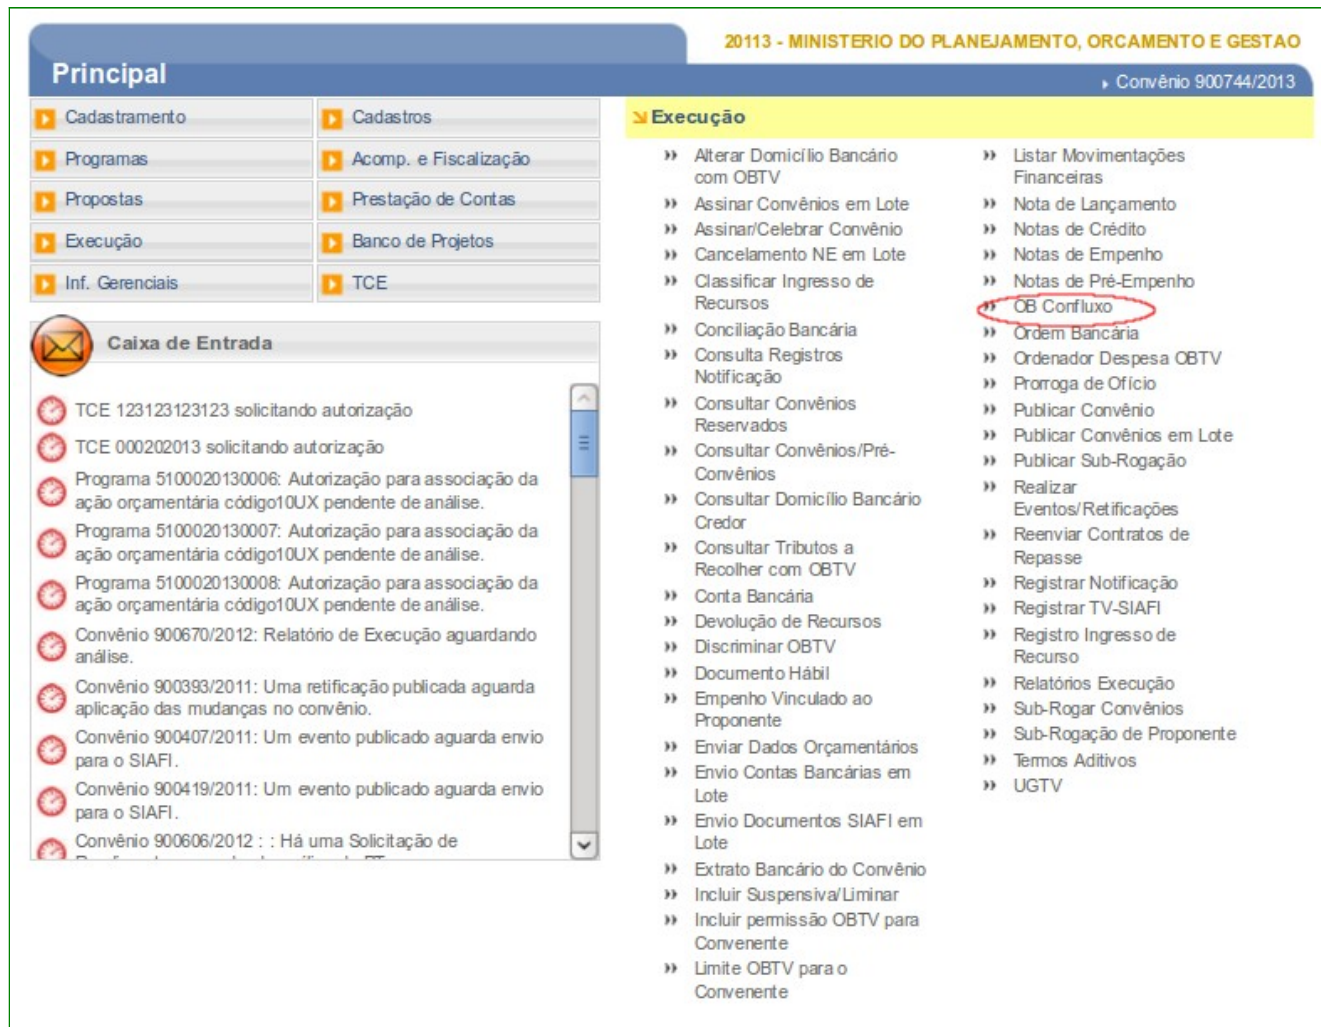 20113 - MINISTERIO DO PLANEJAMENTO, ORCAMENTO E GESTAO
Principal
Convênio 900744/2013
Cadastramento
Cadastros
Programas
Acomp. e Fiscalização
Propostas
Prestação de Contas
Execução
Banco de Projetos
Inf. Gerenciais
TCE
Caixa de Entrada
TCE 123123123123 solicitando autorização
TCE 000202013 solicitando autorização
Programa 5100020130006: Autorização para associação da
ação orçamentária código10UX pendente de análise.
Programa 5100020130007: Autorização para associação da
ação orçamentária código10UX pendente de análise.
Programa 5100020130008: Autorização para associação da
ação orçamentária código10UX pendente de análise.
Convênio 900670/2012: Relatório de Execução aguardando
análise.
Convênio 900393/2011: Uma retificação publicada aguarda
aplicação das mudanças no convênio.
Convênio 900407/2011: Um evento publicado aguarda envio
para o SIAFI.
Convênio 900419/2011: Um evento publicado aguarda envio
para o SIAFI.
Convênio 900606/2012 : : Há uma Solicitação de
Execução
Alterar Domicílio Bancário
com OBTV
Assinar Convênios em Lote
Assinar/Celebrar Convênio
Cancelamento NE em Lote
Classificar Ingresso de
Recursos
Conciliação Bancária
Consulta Registros
Notificação
Consultar Convênios
Reservados
Consultar Convênios/Pré-
Convênios
Consultar Domicílio Bancário
Credor
Consultar Tributos a
Recolher com OBTV
Conta Bancária
Devolução de Recursos
Discriminar OBTV
Documento Hábil
Empenho Vinculado ao
Proponente
Enviar Dados Orçamentários
Envio Contas Bancárias em
Lote
Envio Documentos SIAFI em
Lote
Extrato Bancário do Convênio
Incluir Suspensiva/Liminar
Incluir permissão OBTV para
Convenente
Limite OBTV para o
Convenente
Listar Movimentações
Financeiras
Nota de Lançamento
Notas de Crédito
Notas de Empenho
Notas de Pré-Empenho
OB Confluxo
Ordem Bancária
Ordenador Despesa OBTV
Prorroga de Ofício
Publicar Convênio
Publicar Convênios em Lote
Publicar Sub-Rogação
Realizar
Eventos/Retificações
Reenviar Contratos de
Repasse
Registrar Notificação
Registrar TV-SIAFI
Registro Ingresso de
Recurso
Relatórios Execução
Sub-Rogar Convênios
Sub-Rogação de Proponente
Termos Aditivos
UGTV